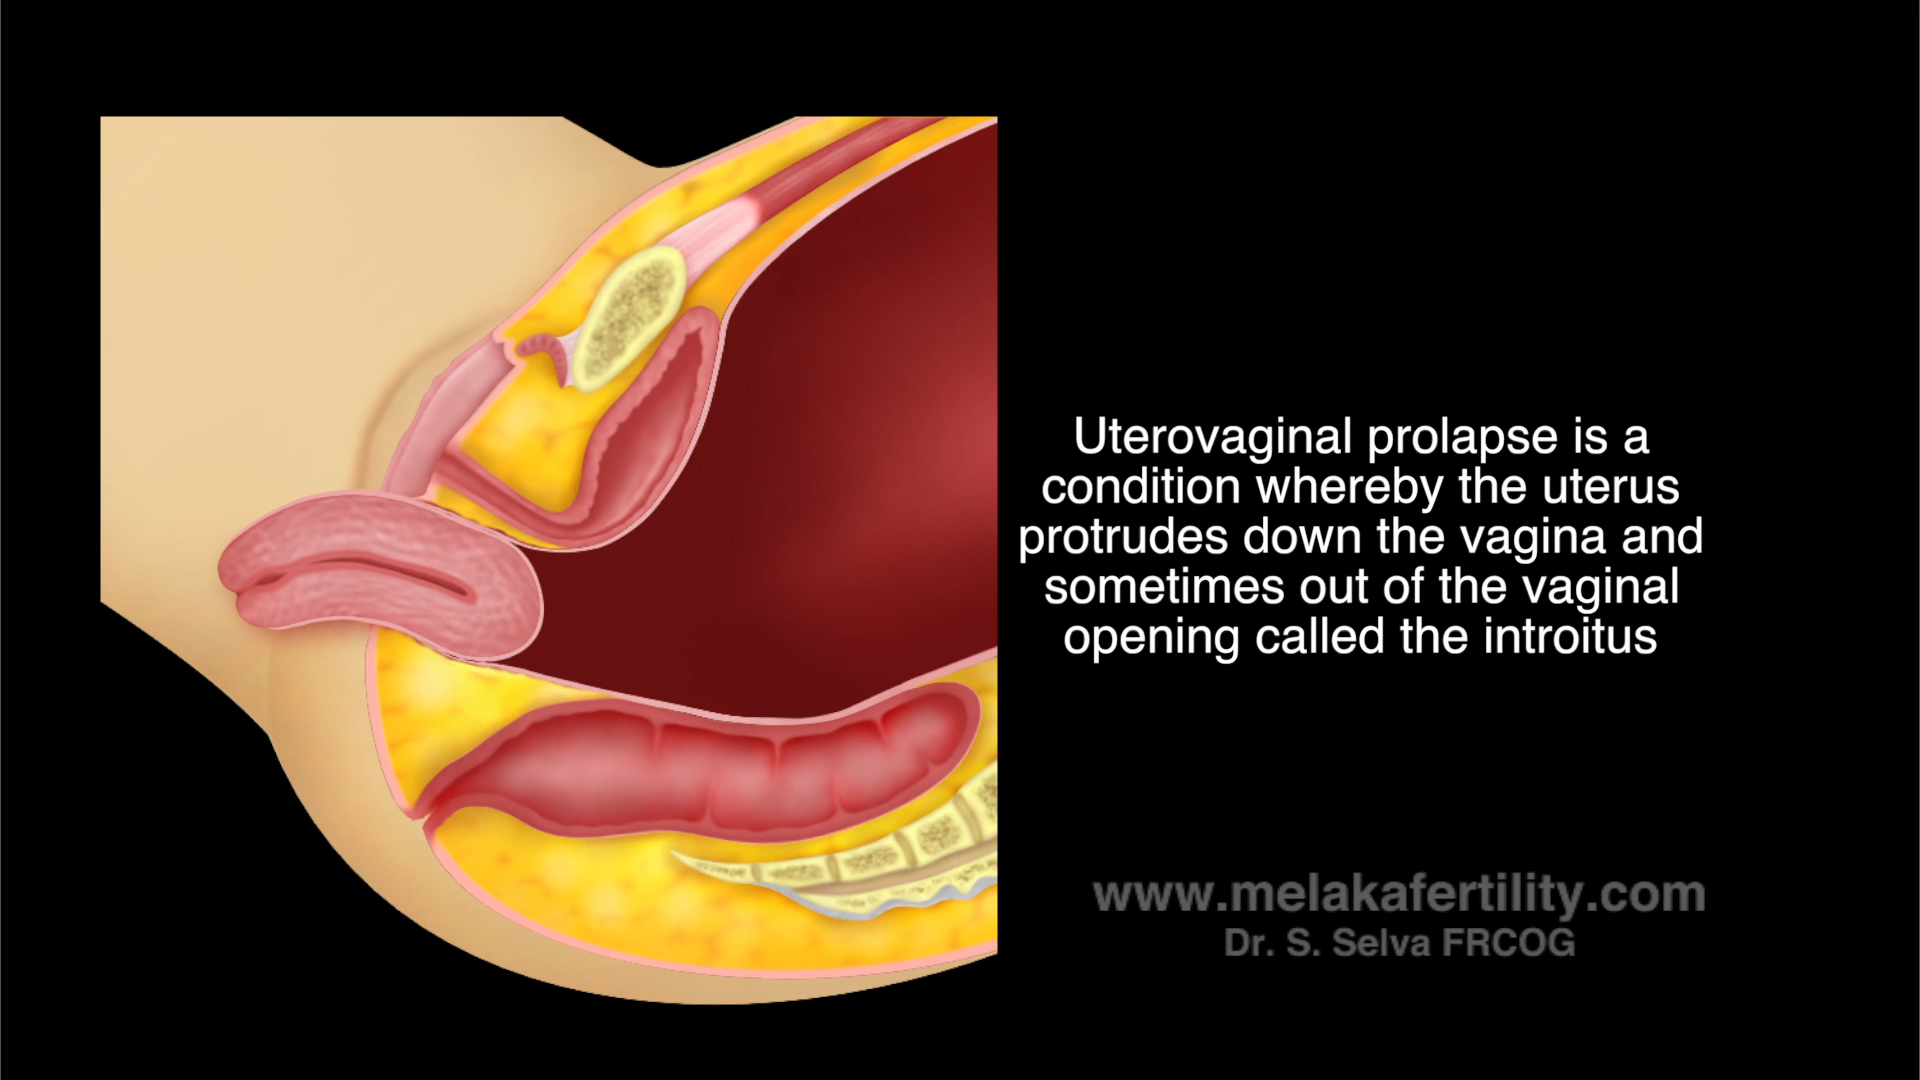 Uterovaginal prolapse is a
condition whereby the uterus
protrudes down the vagina and
sometimes out of the vaginal
opening called the introitus
www.melakafertility.com
Dr. S. Selva FRCOG